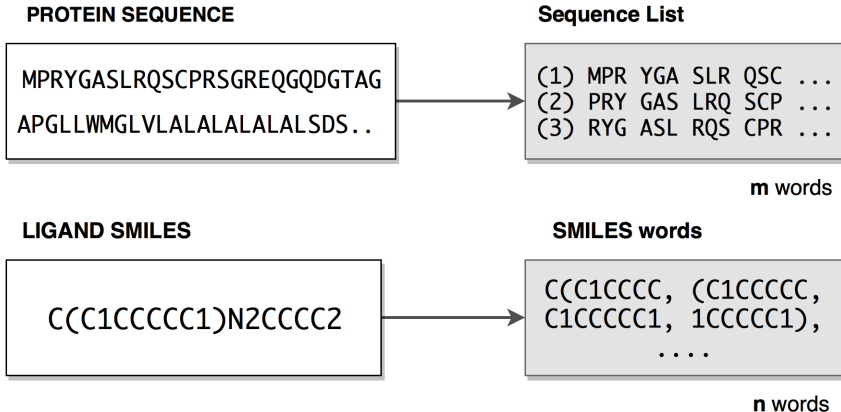 PROTEIN SEQUENCE
MPRYGASLRQSCPRSGREQGQDGTAG
APGLLWMGLVLALALALALALSDS..
Sequence List
(1) MPR YGA SLR QSC ...
(2) PRY GAS LRQ SCP ...
(3) RYG ASL RQS CPR ...
m words
LIGAND SMILES
C(C1CCCCC1)N2CCCC2
SMILES words
C(C1CCCC, (C1CCCCC,
C1CCCCC1, 1CCCCC1),
....
n words